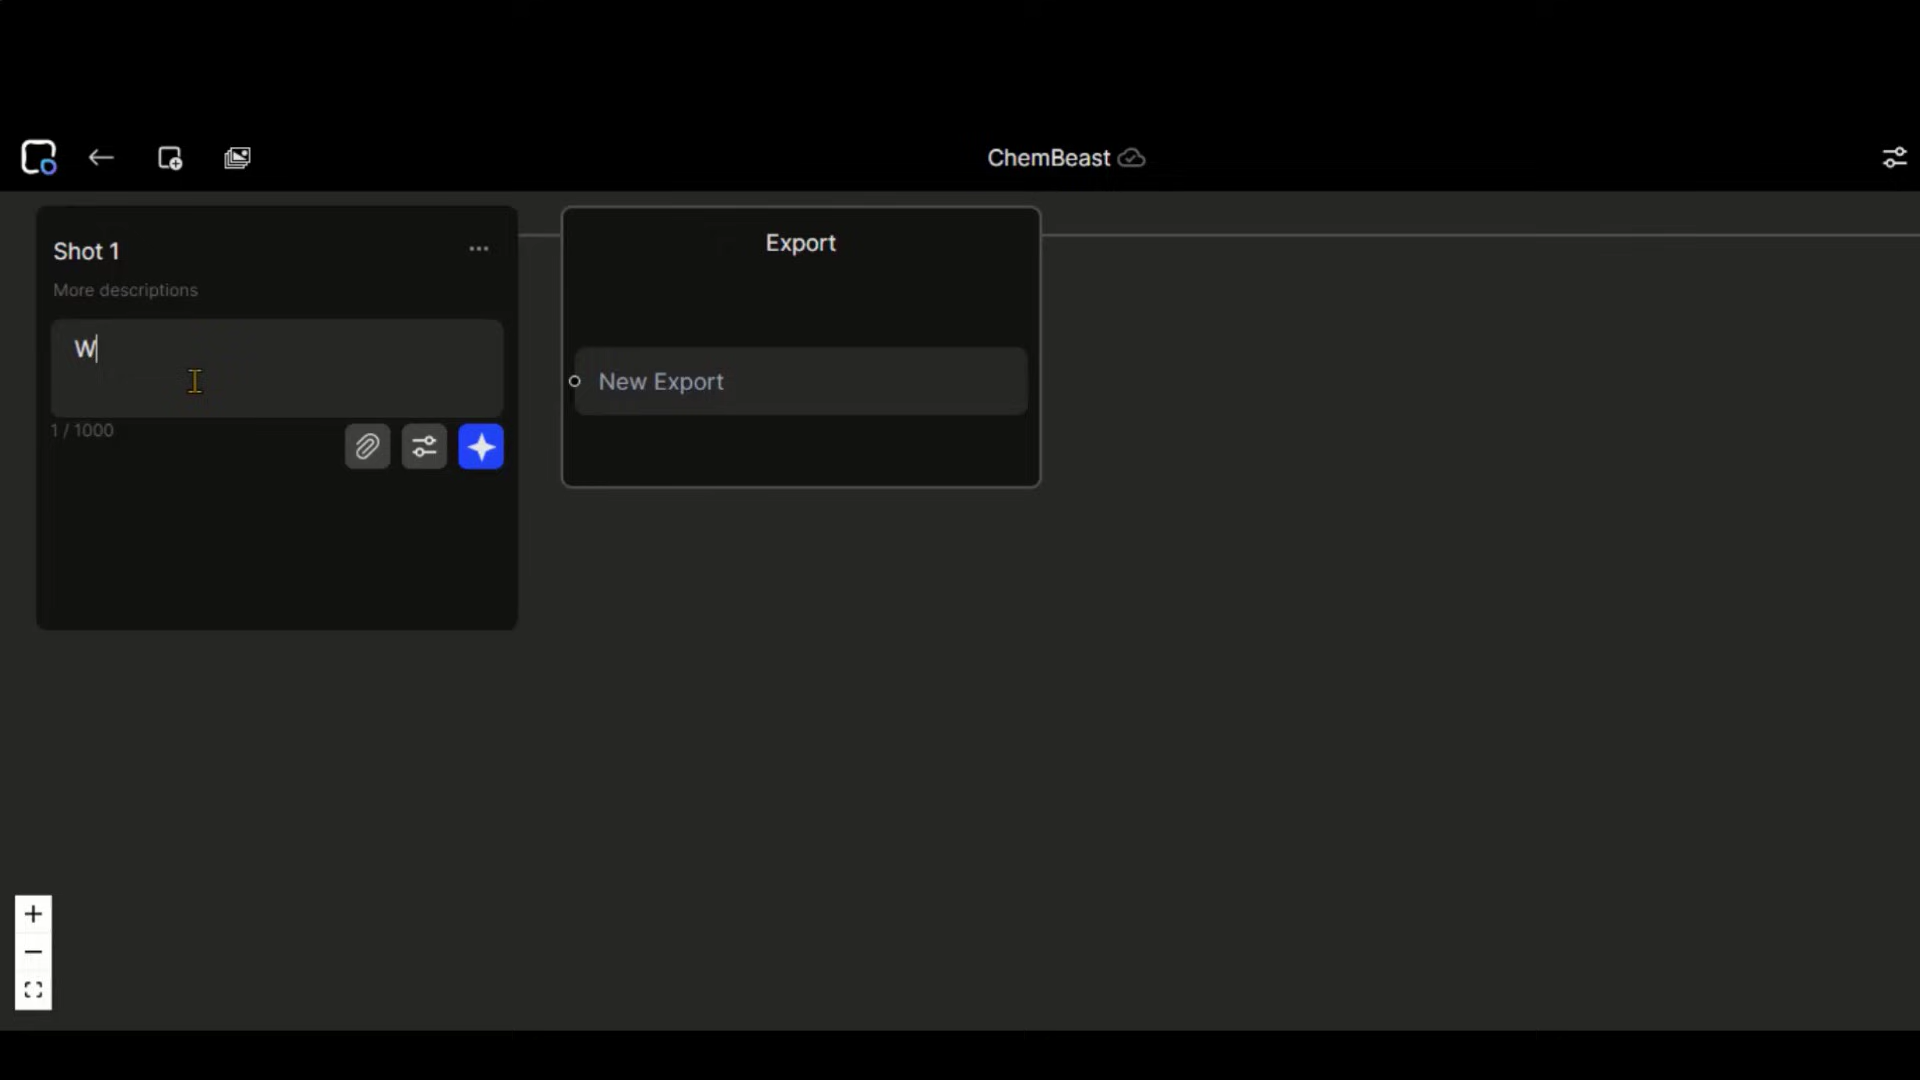 ChemBeast
Shot 1
More descriptions
W
1 / 1000
Export
New Export